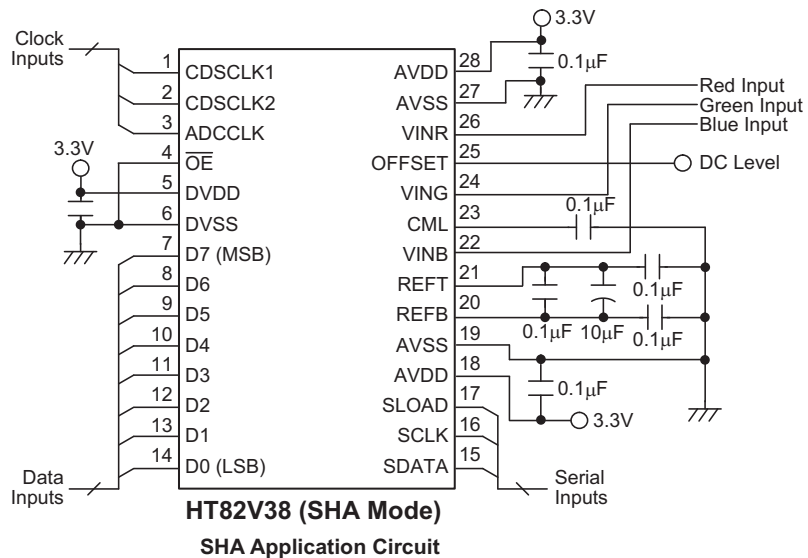 Clock
Inputs
1 CDSCLK1
2 CDSCLK2
3 ADCCLK
3.3V
4 OE
5 DVDD
6 DVSS
7 D7 (MSB)
8 D6
9 D5
10 D4
11 D3
12 D2
13 D1
14 D0 (LSB)
Data
Inputs
3.3V
0.1μF
AVDD 28
AVSS 27
VINR 26
OFFSET 25
VING 24
CML 23
VINB 22
REFT 21
REFB 20
AVSS 19
AVDD 18
SLOAD 17
SCLK 16
SDATA 15
Red Input
Green Input
Blue Input
DC Level
0.1μF
0.1μF
0.1μF 10μF 0.1μF
0.1μF
3.3V
Serial
Inputs
HT82V38 (SHA Mode)
SHA Application Circuit